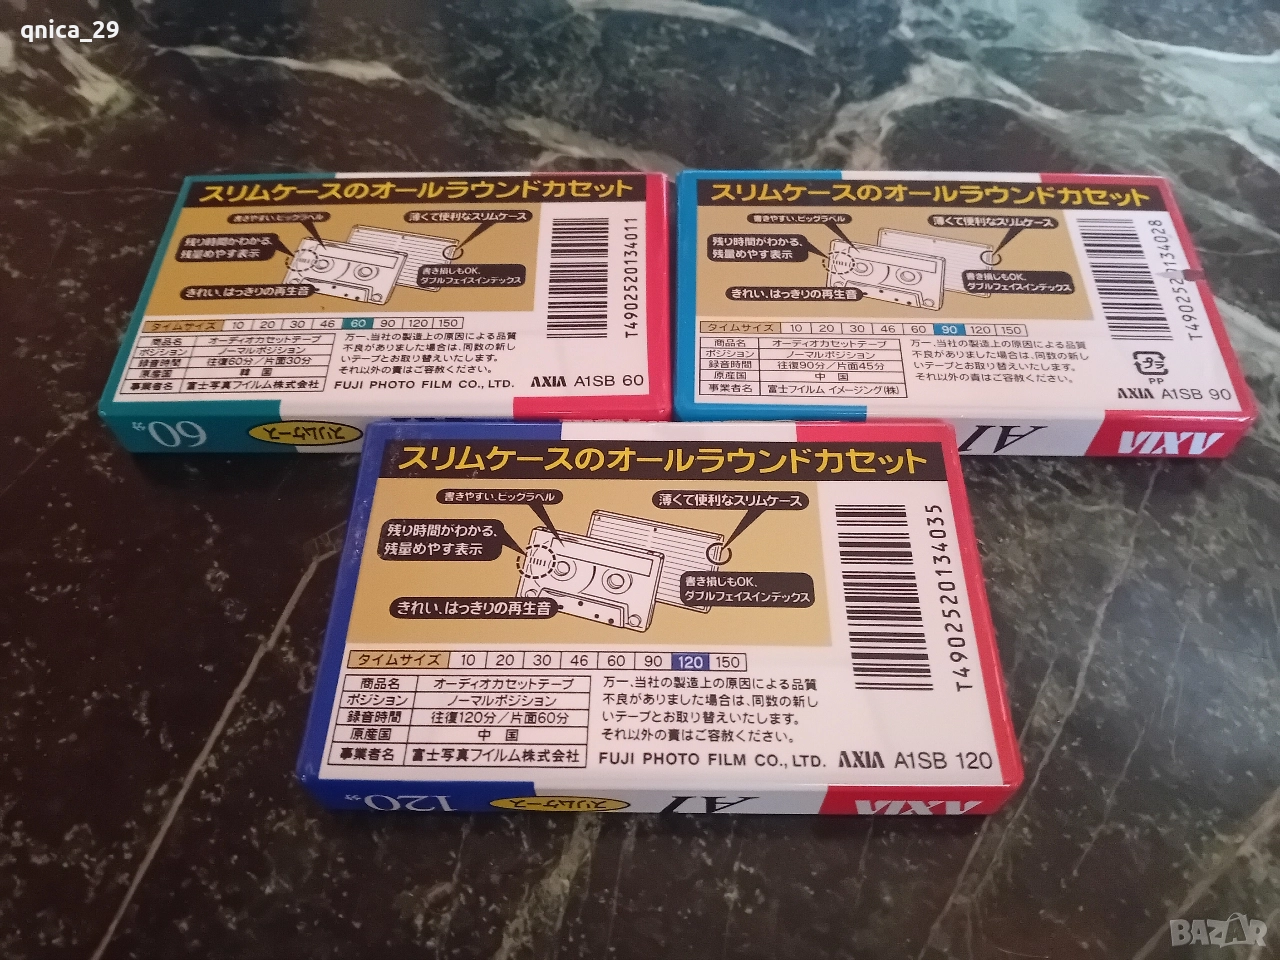 qnica_29
スリムケースのオールラウンドカセット
書きやすい、ビッグラベル
薄くて便利なスリムケース
残り時間がわかる、
残量めやす表示
書き損じもOK、
ダブルフェイスインデックス
きれい、はっきりの再生音
T4902520134011
タイムサイズ 10 20 30 46 60 90 120 150
商品名 オーディオカセットテープ
ポジション ノーマルポジション
録音時間 往復60分/片面30分
原産国 韓国
事業者名 富士写真フイルム株式会社
万一、当社の製造上の原因による品質
不良がありました場合は、同数の新し
いテープとお取り替えいたします。
それ以外の責はご容赦ください。
FUJI PHOTO FILM CO., LTD. AXIA A1SB 60
60分 スリムケース
スリムケースのオールラウンドカセット
書きやすい、ビッグラベル
薄くて便利なスリムケース
残り時間がわかる、
残量めやす表示
書き損じもOK、
ダブルフェイスインデックス
きれい、はっきりの再生音
T4902520134028
タイムサイズ 10 20 30 46 60 90 120 150
商品名 オーディオカセットテープ
ポジション ノーマルポジション
録音時間 往復90分/片面45分
原産国 中国
事業者名 富士フイルム イメージング(株)
万一、当社の製造上の原因による品質
不良がありました場合は、同数の新し
いテープとお取り替えいたします。
それ以外の責はご容赦ください。
プラ
PP
AXIA A1SB 90
A1 AXIA
スリムケースのオールラウンドカセット
書きやすい、ビッグラベル
薄くて便利なスリムケース
残り時間がわかる、
残量めやす表示
書き損じもOK、
ダブルフェイスインデックス
きれい、はっきりの再生音
T4902520134035
タイムサイズ 10 20 30 46 60 90 120 150
商品名 オーディオカセットテープ
ポジション ノーマルポジション
録音時間 往復120分/片面60分
原産国 中国
事業者名 富士写真フイルム株式会社
万一、当社の製造上の原因による品質
不良がありました場合は、同数の新し
いテープとお取り替えいたします。
それ以外の責はご容赦ください。
FUJI PHOTO FILM CO., LTD. AXIA A1SB 120
120分 スリムケース A1 AXIA
BAZAR